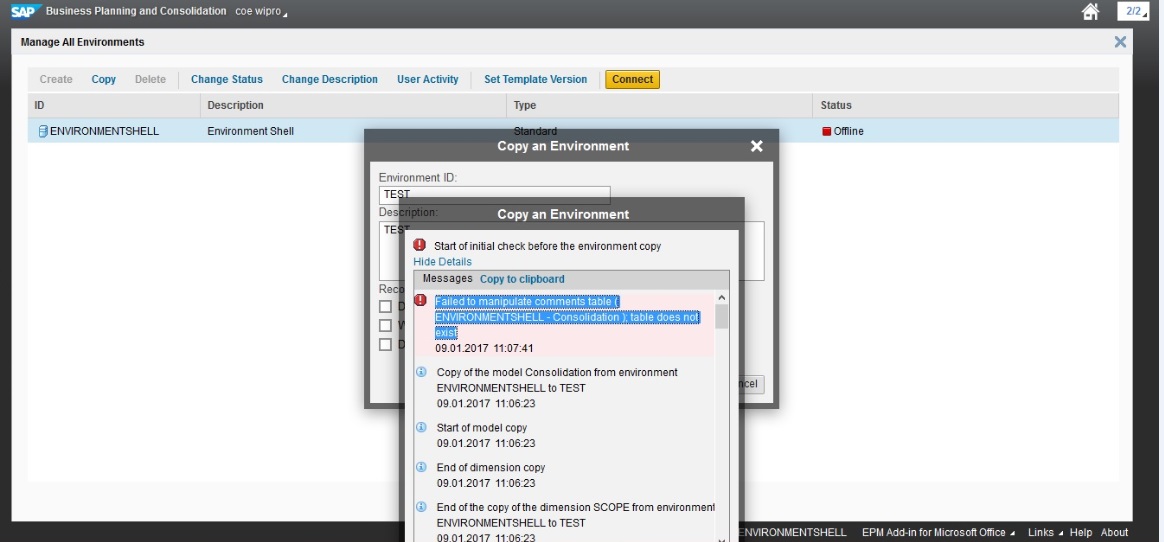 SAP Business Planning and Consolidation coe wipro 2/2
Manage All Environments
Create Copy Delete Change Status Change Description User Activity Set Template Version Connect
ID Description Type Status
ENVIRONMENTSHELL Environment Shell Standard Offline
Copy an Environment
Environment ID:
TEST
Description:
TEST
Copy an Environment
Start of initial check before the environment copy
Hide Details
Messages Copy to clipboard
Failed to manipulate comments table (
ENVIRONMENTSHELL - Consolidation ); table does not
exist
09.01.2017 11:07:41
Copy of the model Consolidation from environment
ENVIRONMENTSHELL to TEST
09.01.2017 11:06:23
Start of model copy
09.01.2017 11:06:23
End of dimension copy
09.01.2017 11:06:23
End of the copy of the dimension SCOPE from environment
ENVIRONMENTSHELL to TEST
09.01.2017 11:06:23
Reco
D
W
D
ncel
ENVIRONMENTSHELL EPM Add-in for Microsoft Office Links Help About